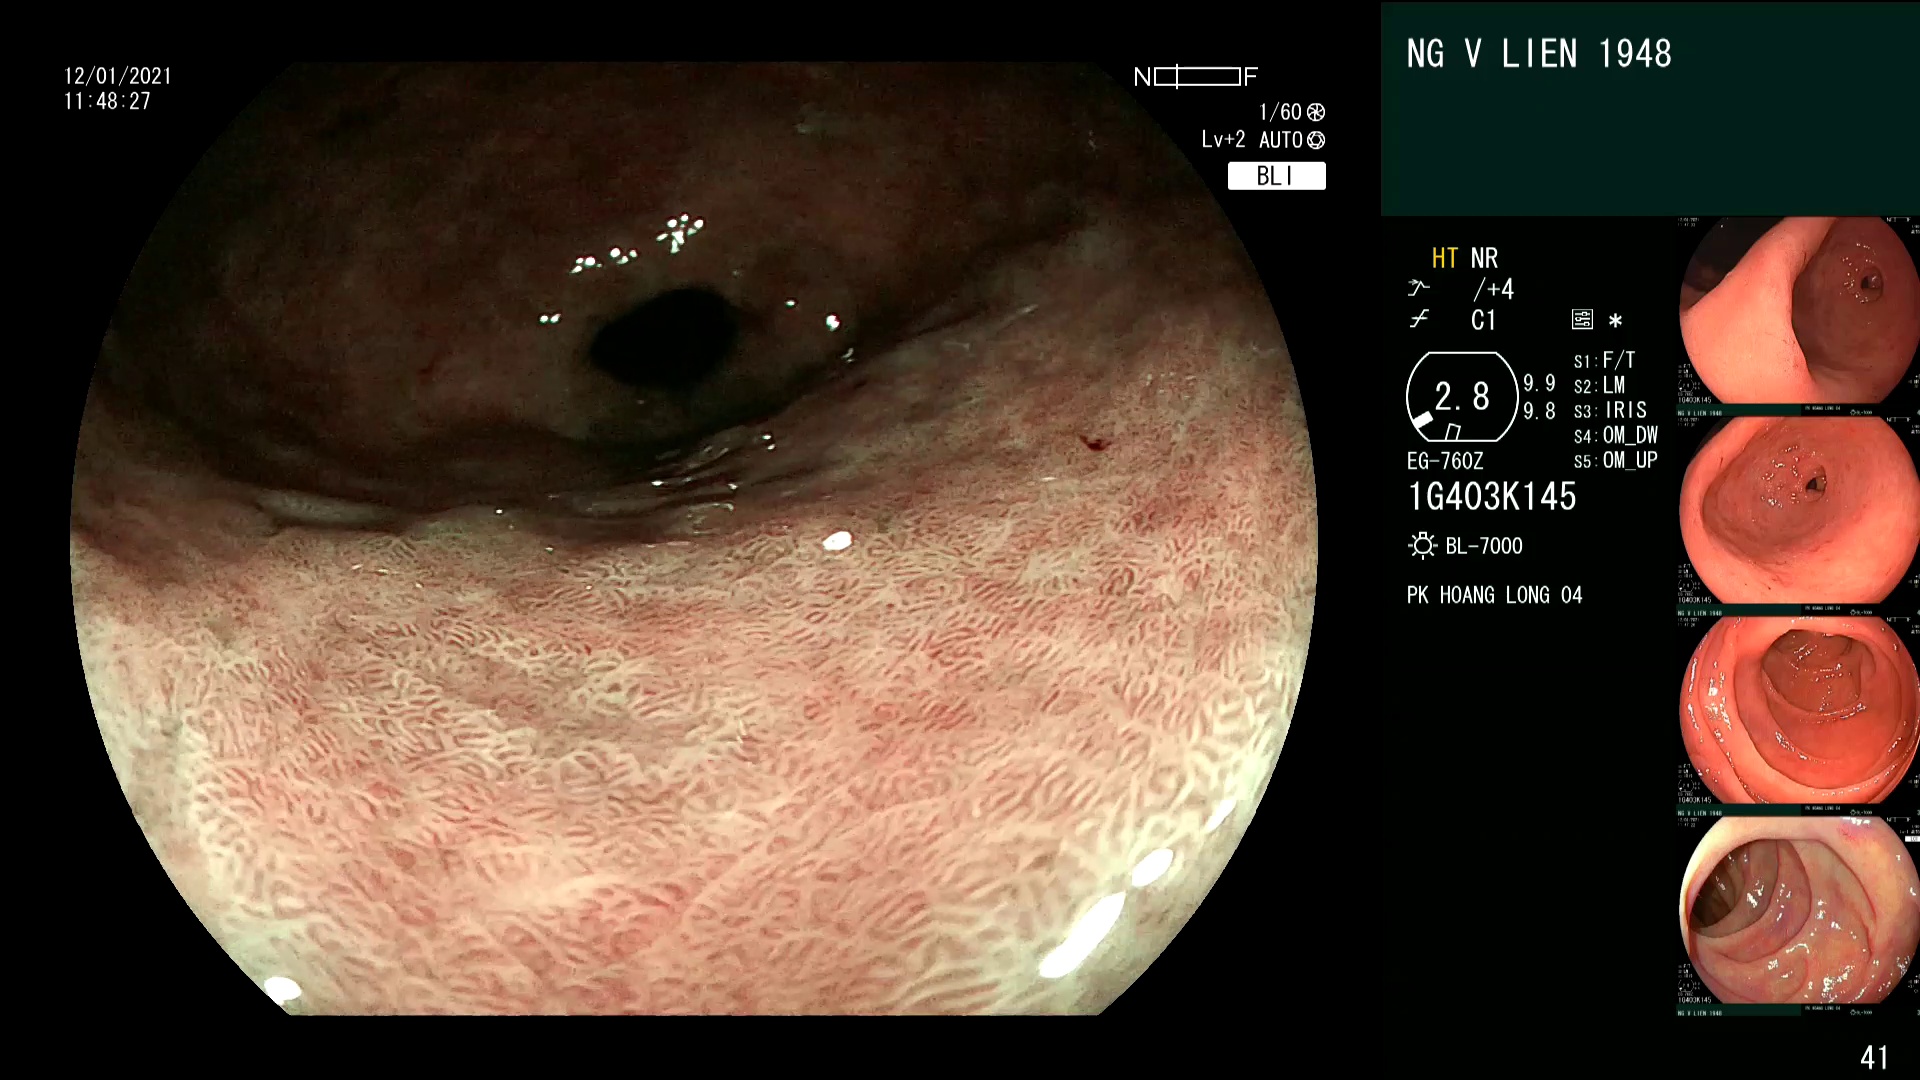 12/01/2021
11:48:27
N F
1/60
Lv+2 AUTO
BLI
NG V LIEN 1948
HT NR
/+4
C1
*
2.8
9.9
9.8
S1:F/T
S2:LM
S3:IRIS
S4:OM_DW
S5:OM_UP
EG-760Z
1G403K145
BL-7000
PK HOANG LONG 04
41